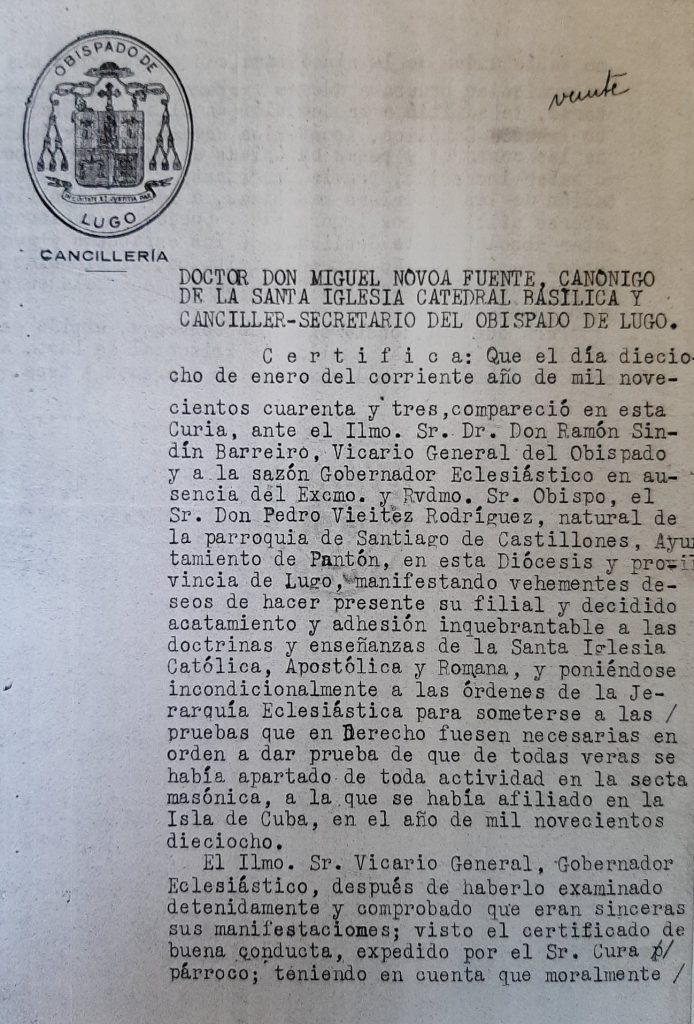 OBISPADO DE
LUGO
CANCILLERÍA
veinte
DOCTOR DON MIGUEL NOVOA FUENTE, CANONIGO
DE LA SANTA IGLESIA CATEDRAL BASILICA Y
CANCILLER-SECRETARIO DEL OBISPADO DE LUGO.
C e r t i f i c a: Que el día diecio-
cho de enero del corriente año de mil nove-
cientos cuarenta y tres, compareció en esta
Curia, ante el Ilmo. Sr. Dr. Don Ramón Sin-
dín Barreiro, Vicario General del Obispado
y a la sazón Gobernador Eclesiástico en au-
sencia del Excmo. y Rvdmo. Sr. Obispo, el
Sr. Don Pedro Vieitez Rodríguez, natural de
la parroquia de Santiago de Castillones, Ayun
tamiento de Pantón, en esta Diócesis y pro-
vincia de Lugo, manifestando vehementes de-
seos de hacer presente su filial y decidido
acatamiento y adhesión inquebrantable a las
doctrinas y enseñanzas de la Santa Iglesia
Católica, Apostólica y Romana, y poniéndose
incondicionalmente a las órdenes de la Je-
rarquía Eclesiástica para someterse a las /
pruebas que en Derecho fuesen necesarias en
orden a dar prueba de que de todas veras se
había apartado de toda actividad en la secta
masónica, a la que se había afiliado en la
Isla de Cuba, en el año de mil novecientos
dieciocho.
El Ilmo. Sr. Vicario General, Gobernador
Eclesiástico, después de haberlo examinado
detenidamente y comprobado que eran sinceras
sus manifestaciones; visto el certificado de
buena conducta, expedido por el Sr. Cura p/
párroco; teniendo en cuenta que moralmente /